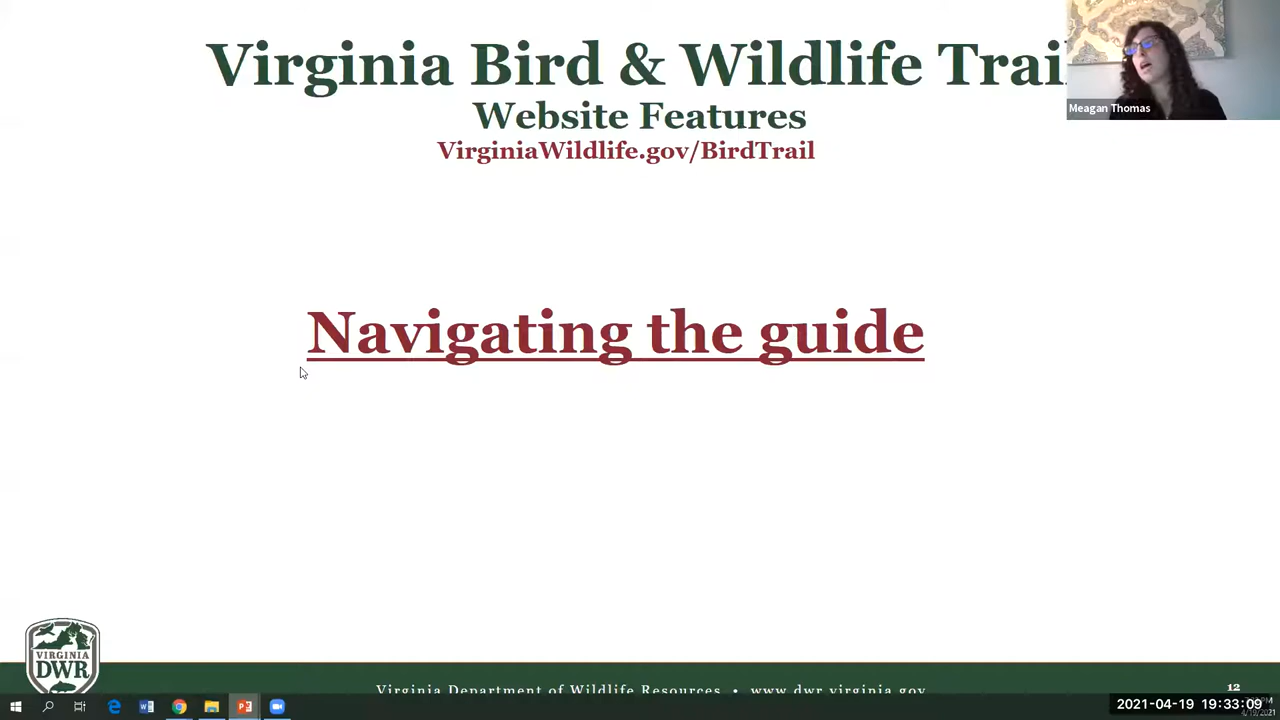 Virginia Bird & Wildlife Trail
Website Features
VirginiaWildlife.gov/BirdTrail
Meagan Thomas
Navigating the guide
VIRGINIA
DWR
Virginia Department of Wildlife Resources • www.dwr.virginia.gov
12
2021-04-19 19:33:09